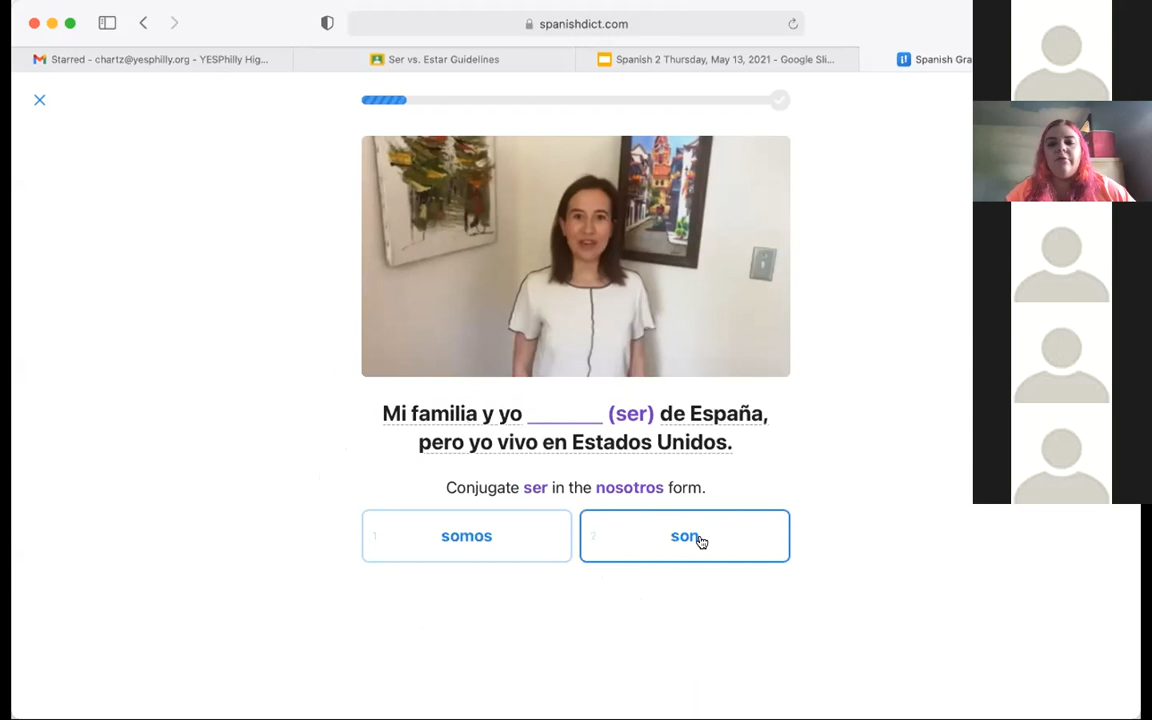 spanishdict.com
Starred - chartz@yesphilly.org - YESPhilly Hig...
Ser vs. Estar Guidelines
Spanish 2 Thursday, May 13, 2021 - Google Sli...
Spanish Gra
Mi familia y yo _______ (ser) de España,
pero yo vivo en Estados Unidos.
Conjugate ser in the nosotros form.
1 somos
2 son